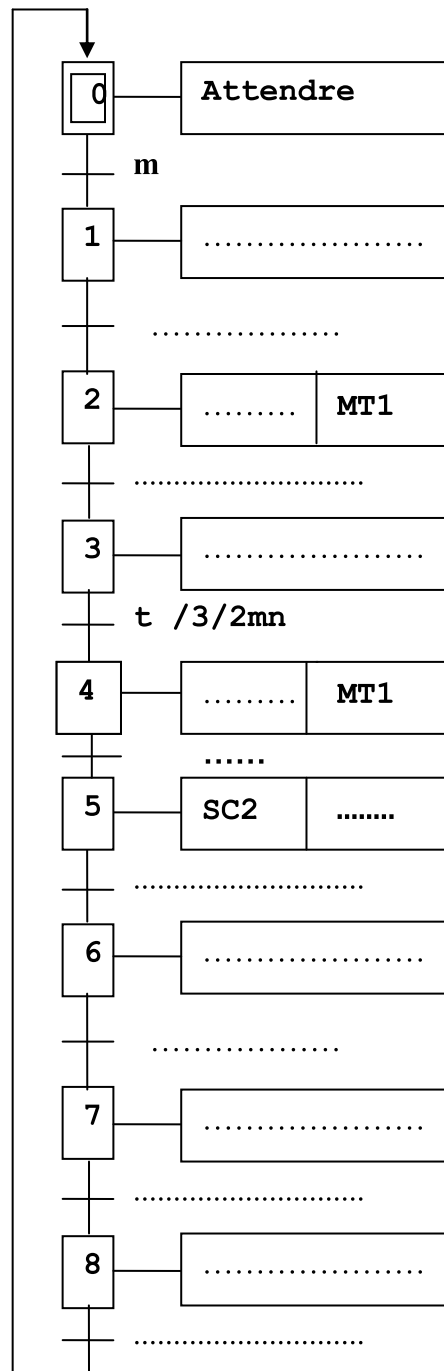 0 Attendre
m
1 ......................
...................
2 ......... MT1
.............................
3 ......................
t /3/2mn
4 ......... MT1
......
5 SC2 ........
.............................
6 ......................
...................
7 ......................
.............................
8 ......................
.............................